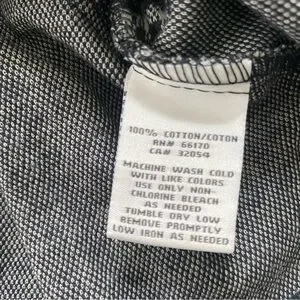 100% COTTON/COTON
RN# 66170
CA# 32054
MACHINE WASH COLD
WITH LIKE COLORS
USE ONLY NON-
CHLORINE BLEACH
AS NEEDED
TUMBLE DRY LOW
REMOVE PROMPTLY
LOW IRON AS NEEDED